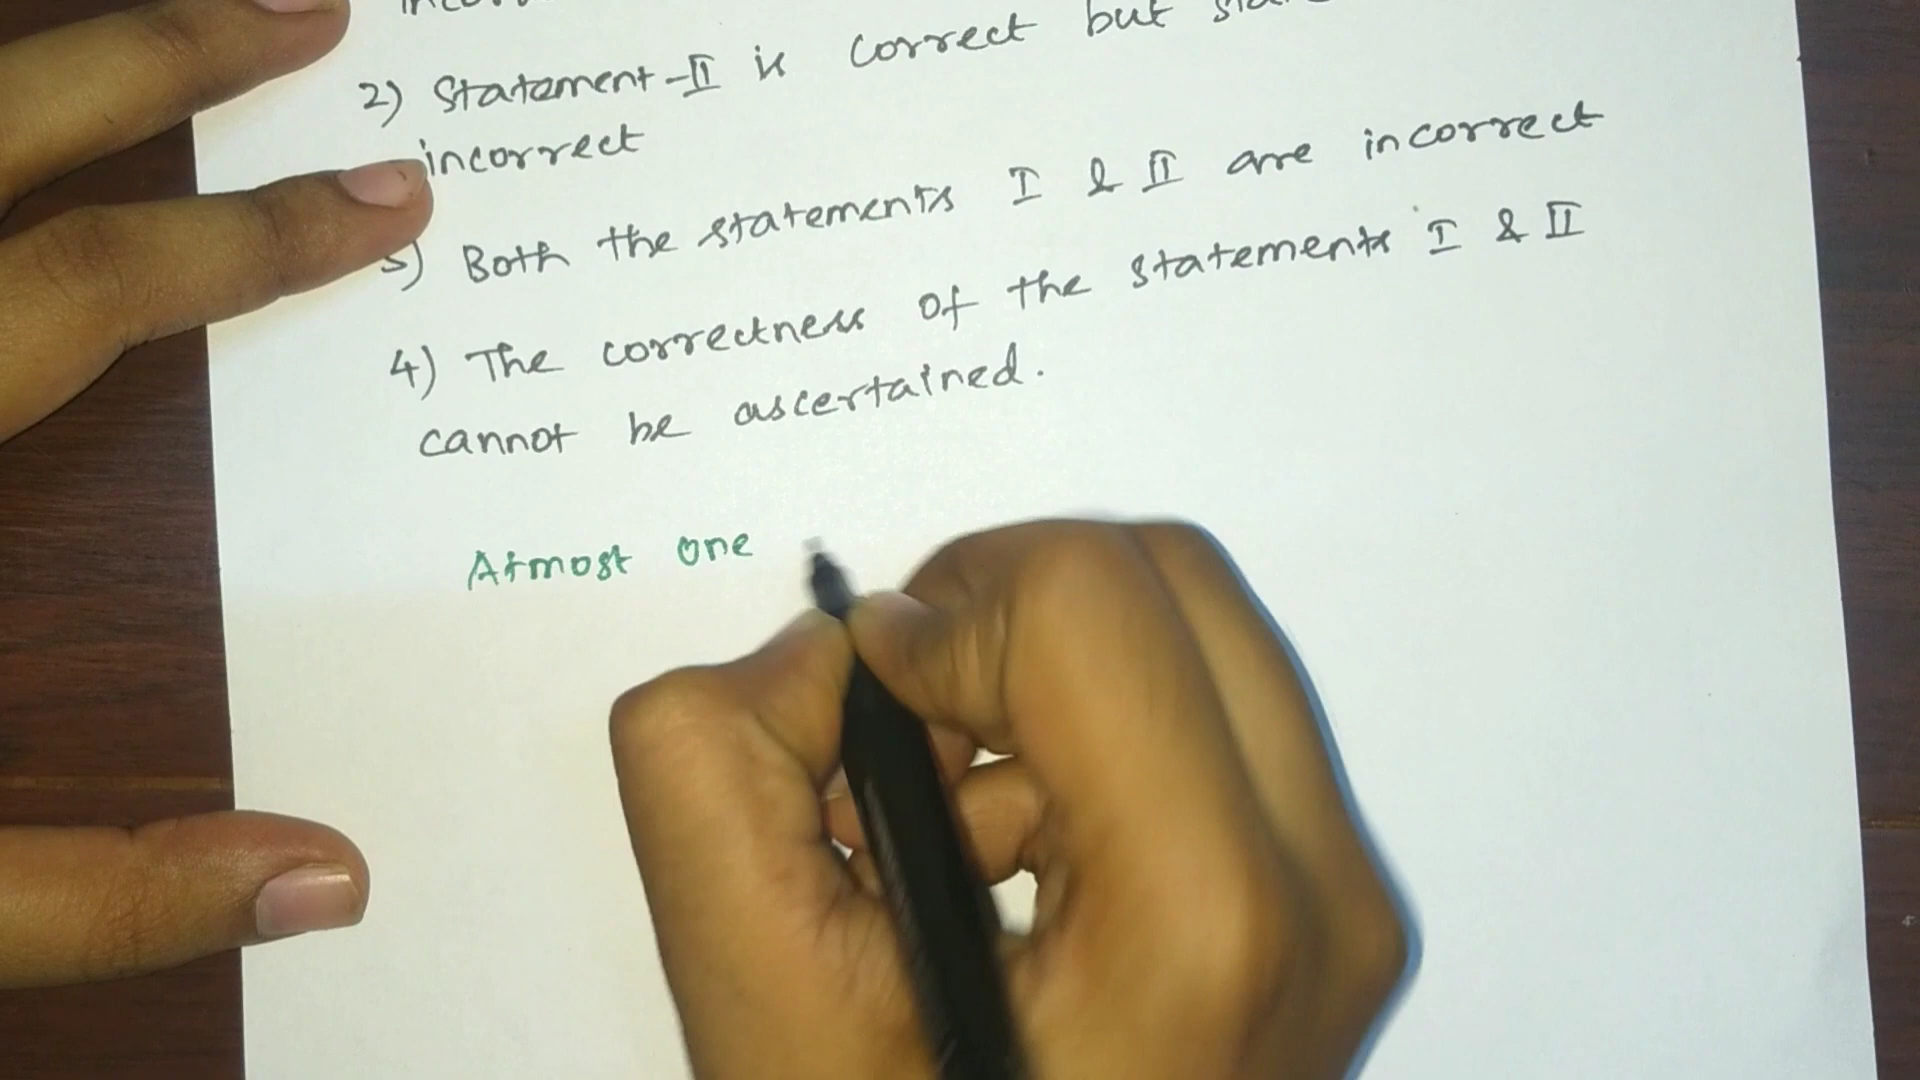 2) Statement-II is correct but
incorrect
) Both the statements I & II are incorrect
4) The correctness of the statements I & II
cannot be ascertained.
Atmost one